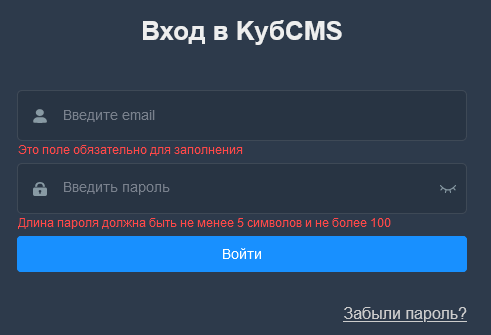 Вход в КубCMS
Введите email
Это поле обязательно для заполнения
Введить пароль
Длина пароля должна быть не менее 5 символов и не более 100
Войти
Забыли пароль?